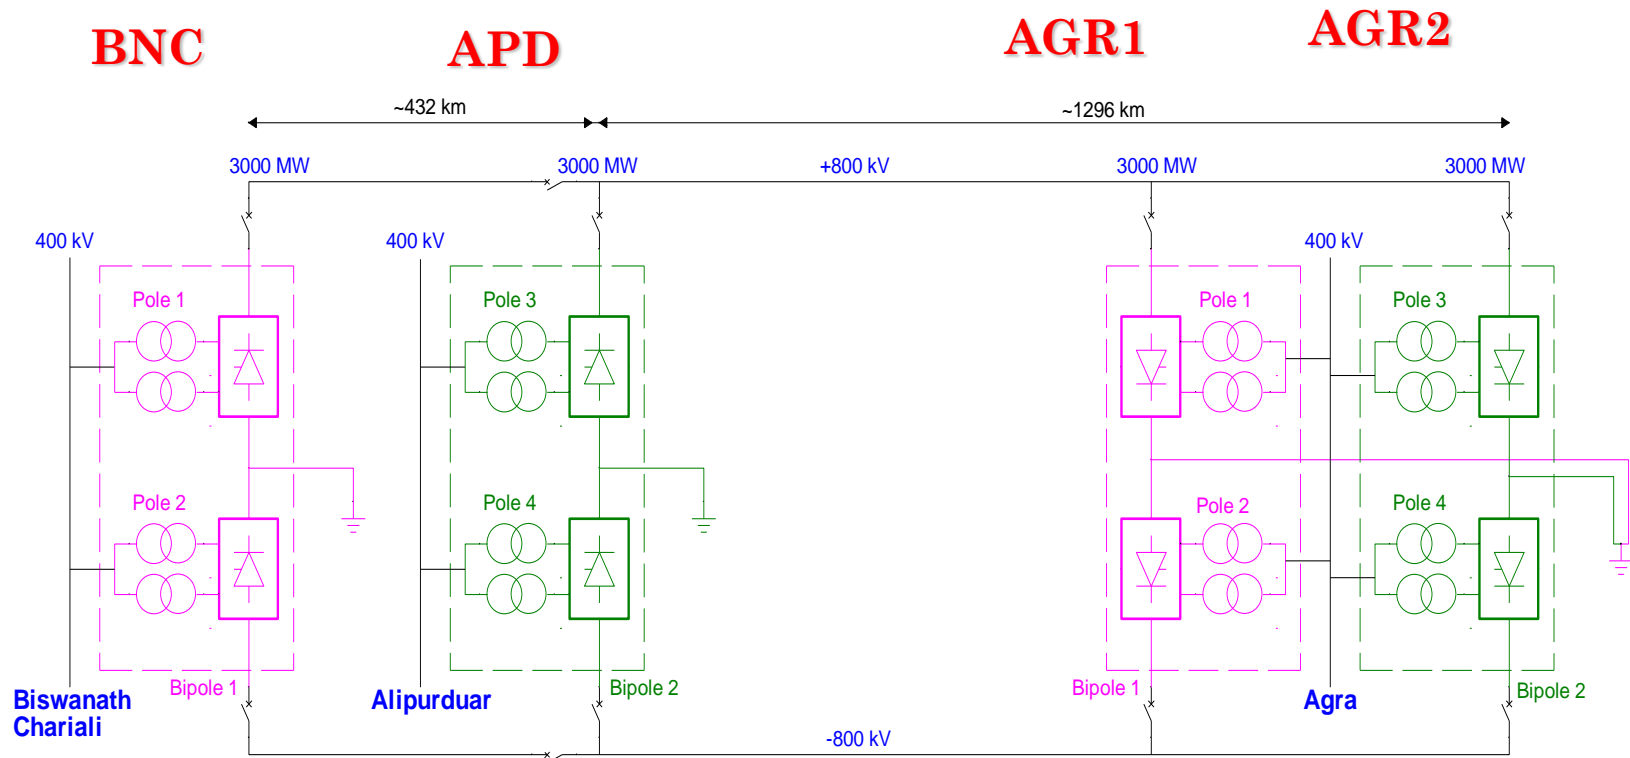 BNC
APD
AGR1
AGR2
~432 km
~1296 km
3000 MW
3000 MW
+800 kV
3000 MW
3000 MW
400 kV
400 kV
400 kV
Pole 1
Pole 3
Pole 1
Pole 3
Pole 2
Pole 4
Pole 2
Pole 4
Bipole 1
Bipole 2
Bipole 1
Bipole 2
Biswanath
Chariali
Alipurduar
Agra
-800 kV